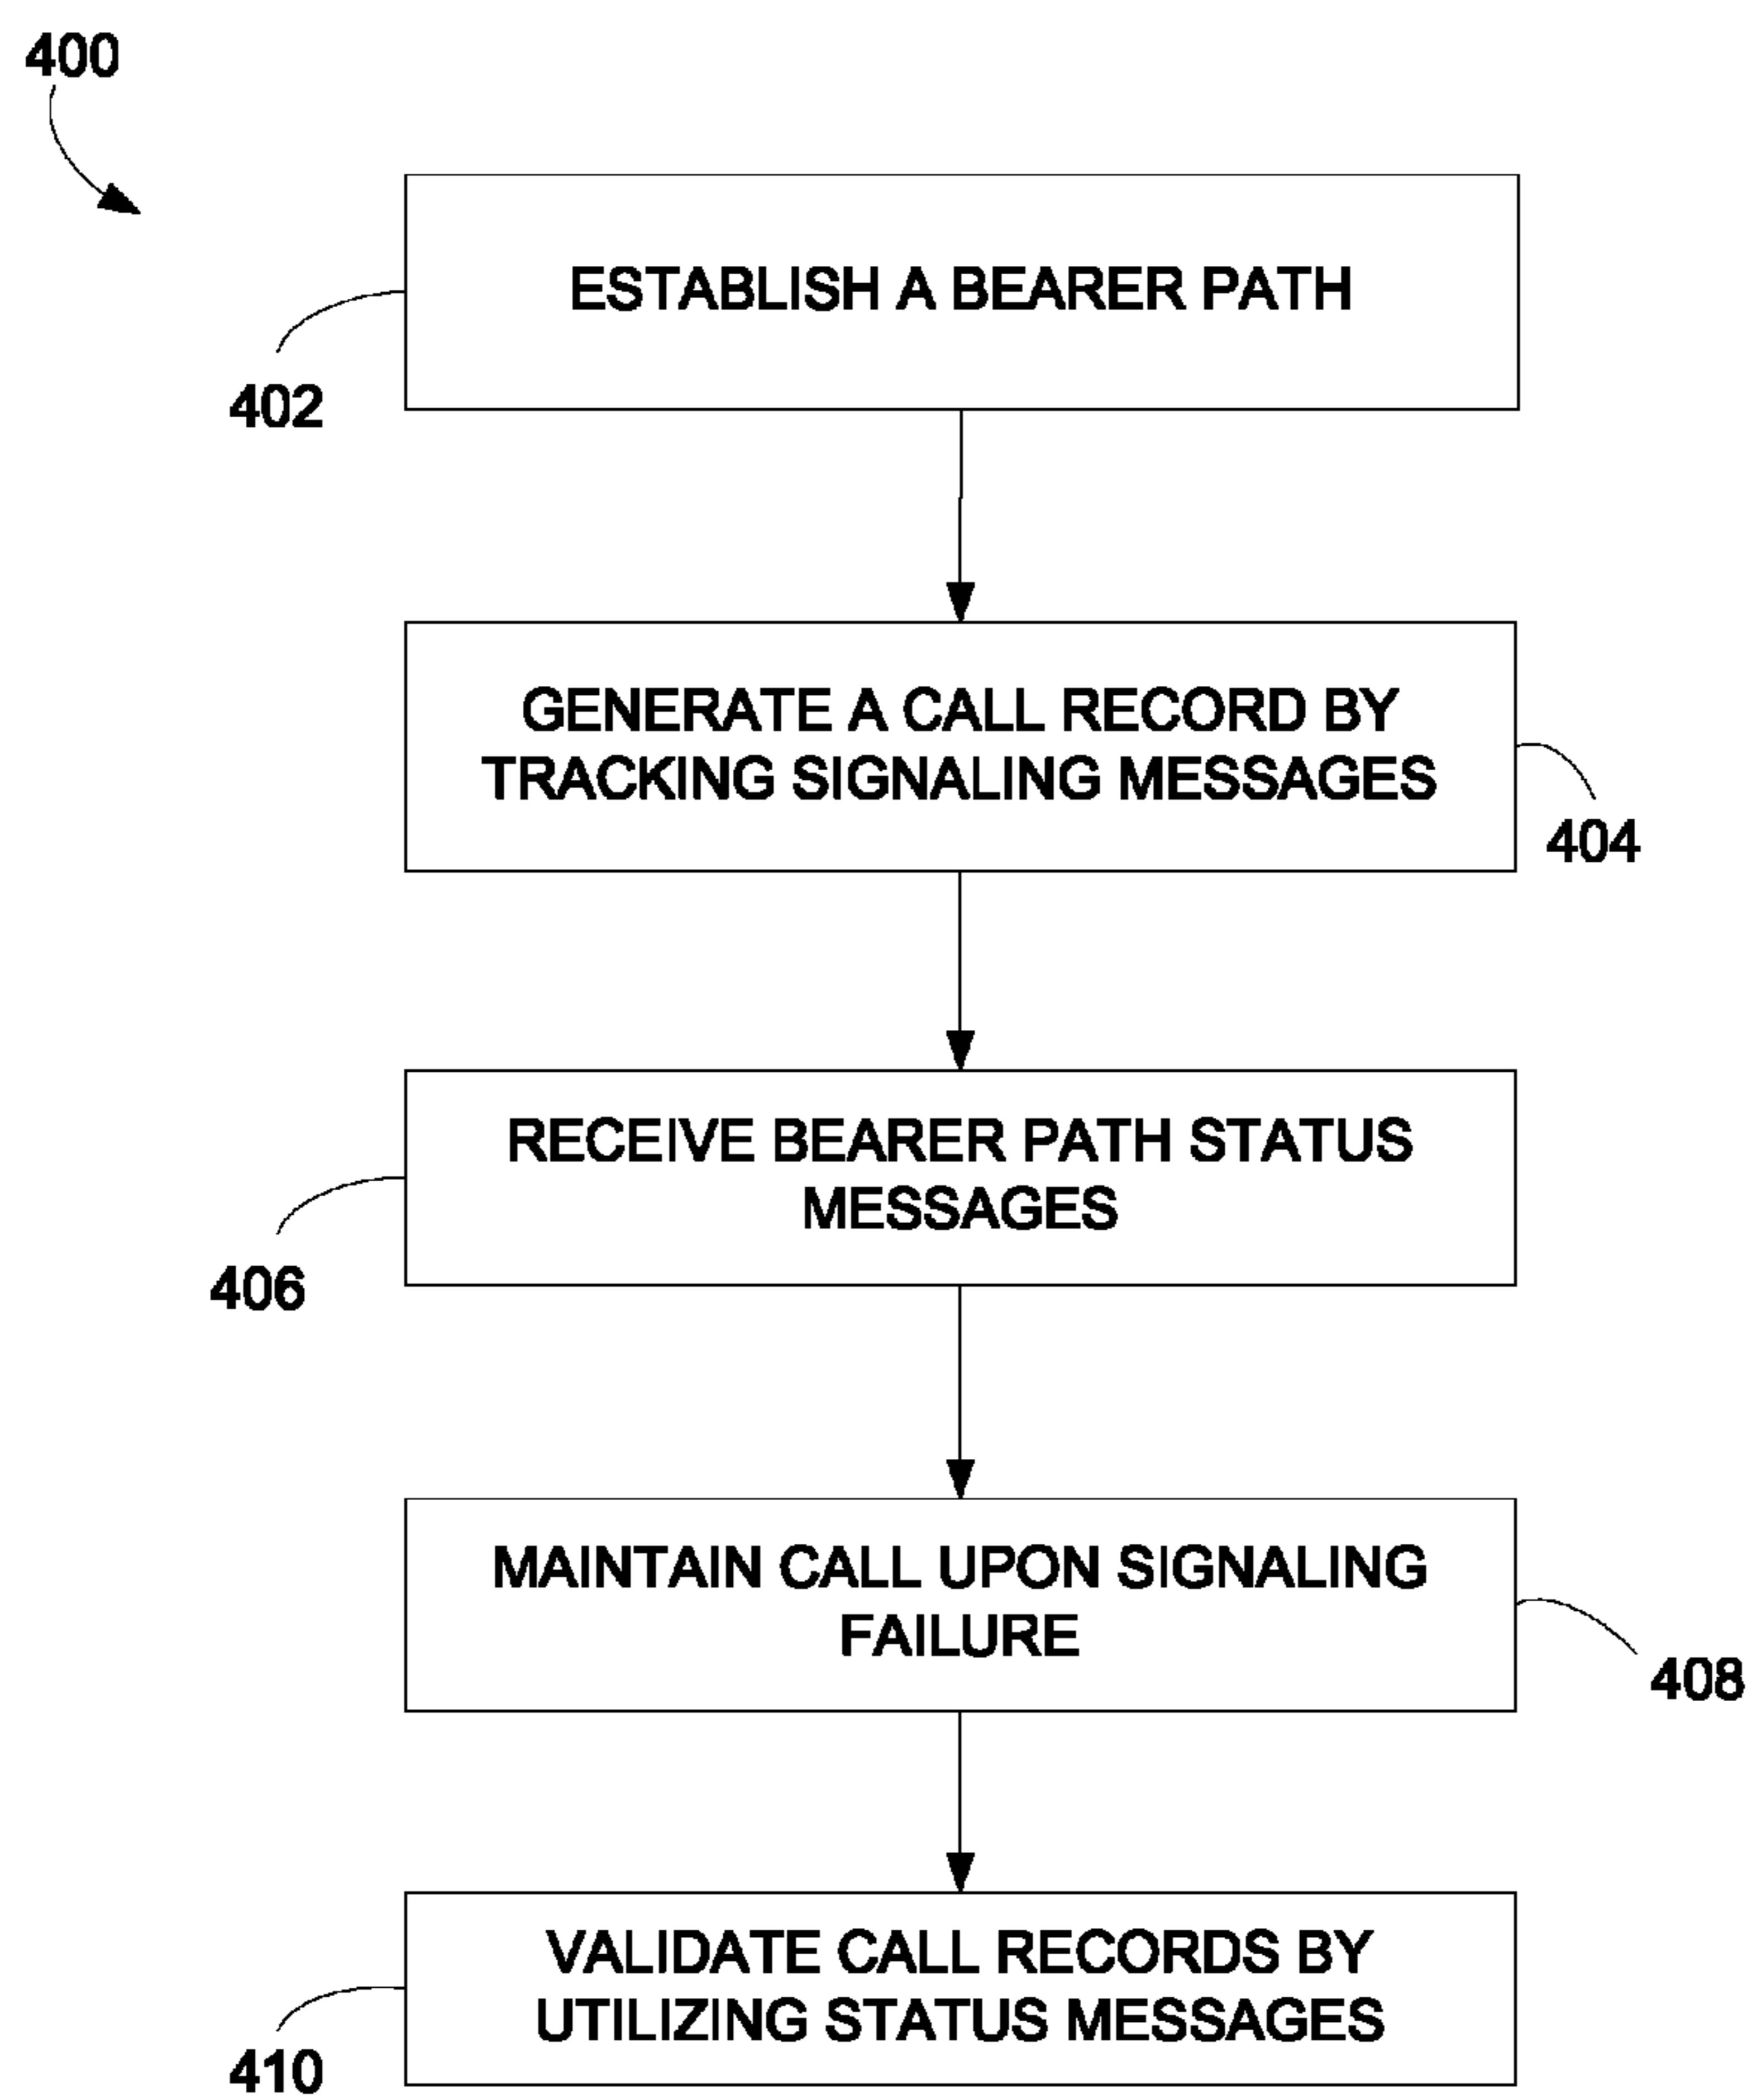 400
ESTABLISH A BEARER PATH
402
GENERATE A CALL RECORD BY
TRACKING SIGNALING MESSAGES
404
RECEIVE BEARER PATH STATUS
MESSAGES
406
MAINTAIN CALL UPON SIGNALING
FAILURE
408
VALIDATE CALL RECORDS BY
UTILIZING STATUS MESSAGES
410